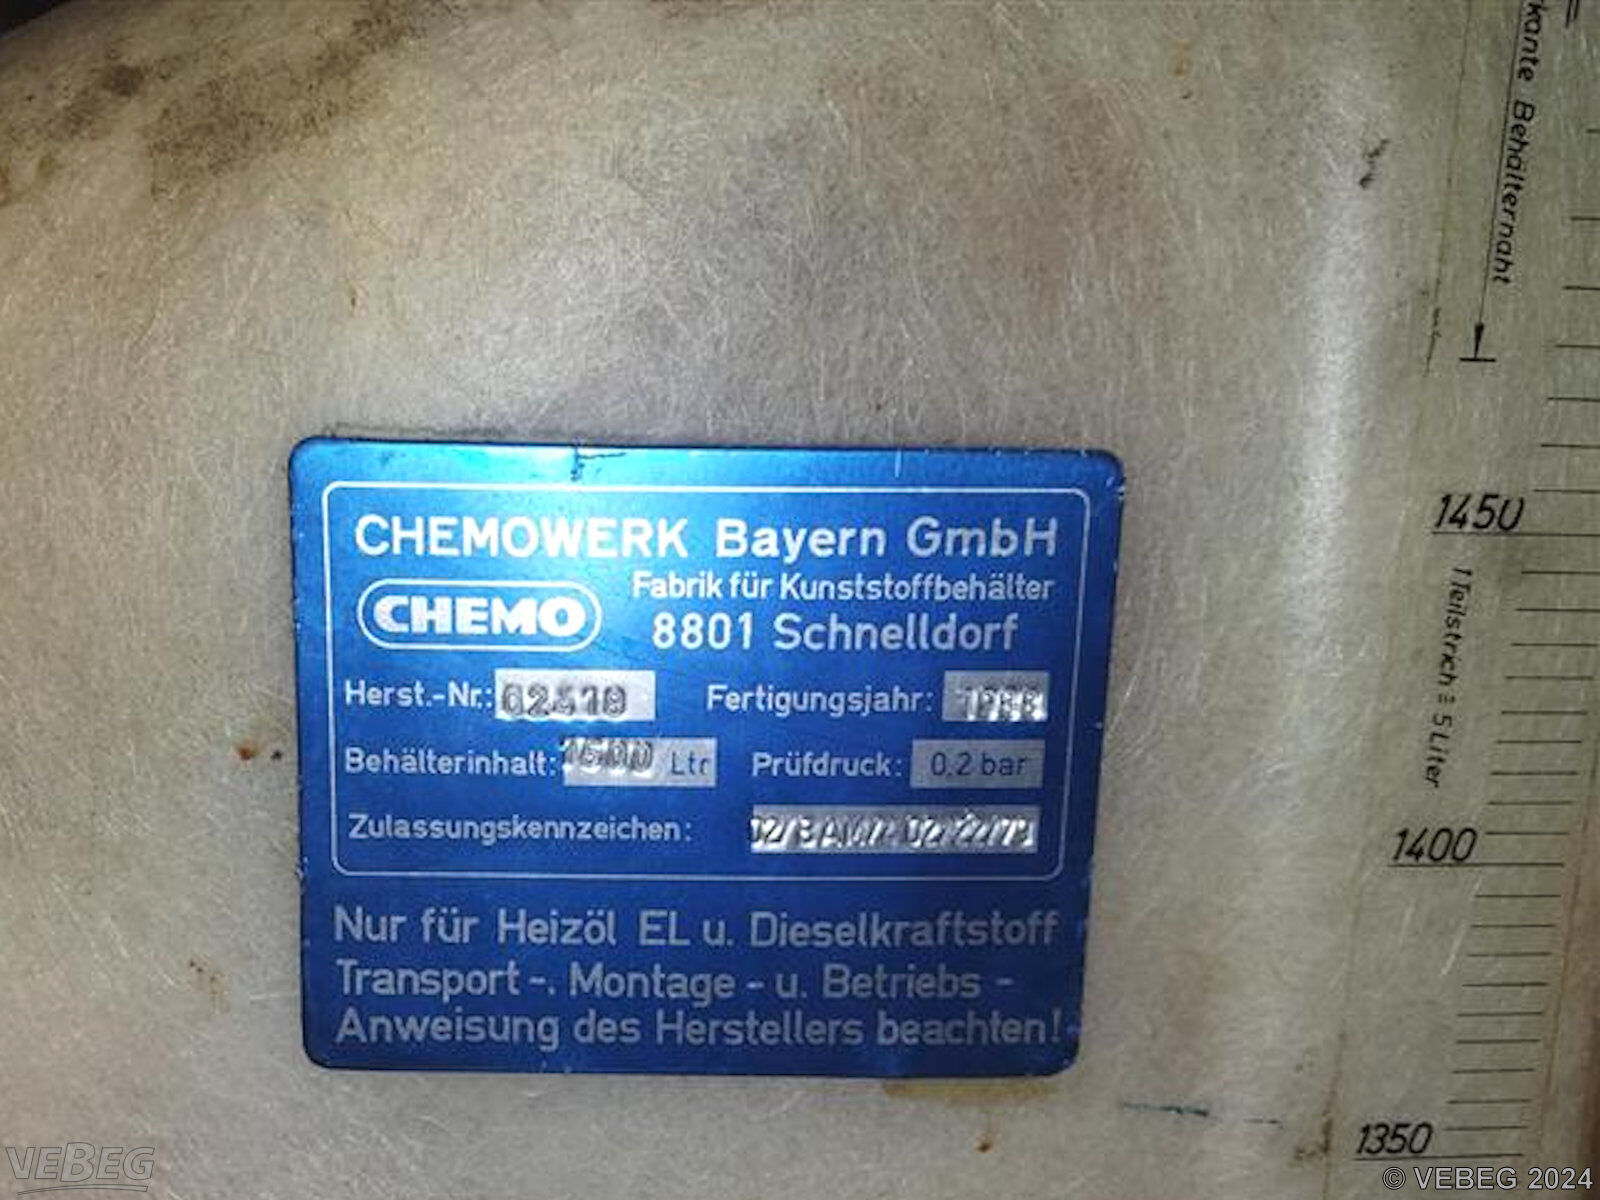 CHEMOWERK Bayern GmbH
CHEMO
Fabrik für Kunststoffbehälter
8801 Schnelldorf
Herst.-Nr.: 02410 Fertigungsjahr:
Behälterinhalt: 1500 Ltr Prüfdruck: 0,2 bar
Zulassungskennzeichen:
Nur für Heizöl EL u. Dieselkraftstoff
Transport-. Montage- u. Betriebs-
Anweisung des Herstellers beachten!
Behälternaht
1450
1 Teilstrich ≙ 5 Liter
1400
1350
VEBEG
© VEBEG 2024